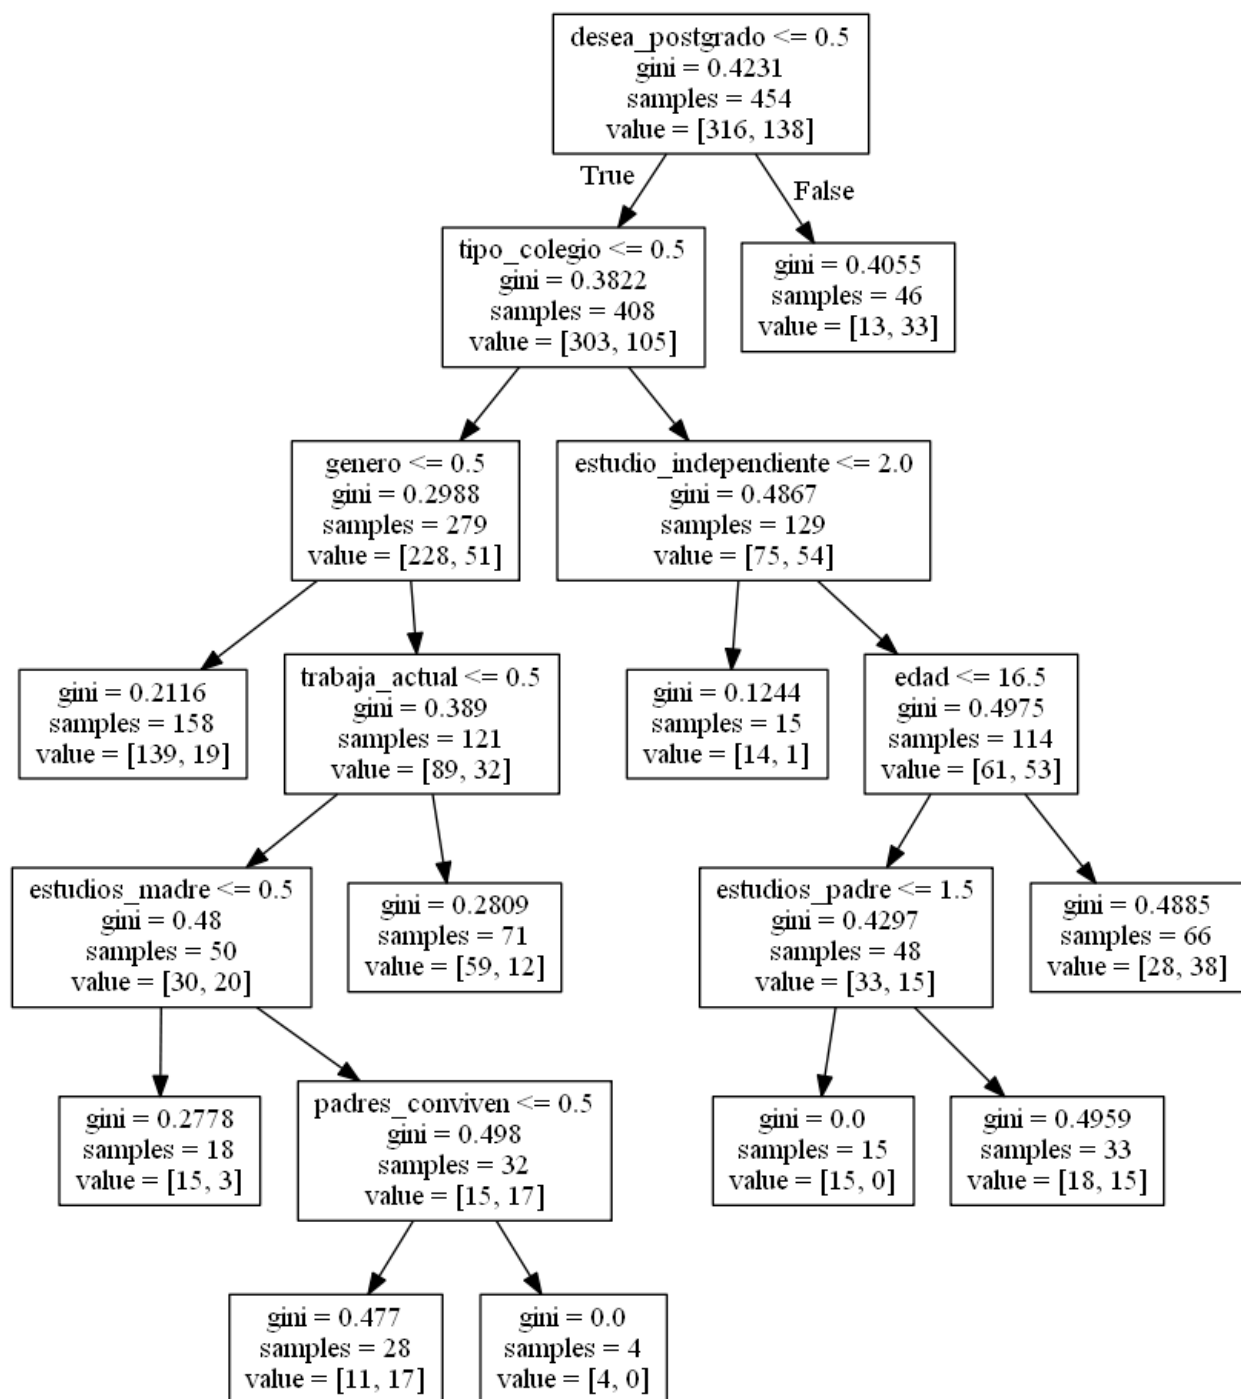 desea_postgrado <= 0.5
gini = 0.4231
samples = 454
value = [316, 138]
True
False
tipo_colegio <= 0.5
gini = 0.3822
samples = 408
value = [303, 105]
gini = 0.4055
samples = 46
value = [13, 33]
genero <= 0.5
gini = 0.2988
samples = 279
value = [228, 51]
estudio_independiente <= 2.0
gini = 0.4867
samples = 129
value = [75, 54]
gini = 0.2116
samples = 158
value = [139, 19]
trabaja_actual <= 0.5
gini = 0.389
samples = 121
value = [89, 32]
gini = 0.1244
samples = 15
value = [14, 1]
edad <= 16.5
gini = 0.4975
samples = 114
value = [61, 53]
estudios_madre <= 0.5
gini = 0.48
samples = 50
value = [30, 20]
gini = 0.2809
samples = 71
value = [59, 12]
estudios_padre <= 1.5
gini = 0.4297
samples = 48
value = [33, 15]
gini = 0.4885
samples = 66
value = [28, 38]
gini = 0.2778
samples = 18
value = [15, 3]
padres_conviven <= 0.5
gini = 0.498
samples = 32
value = [15, 17]
gini = 0.0
samples = 15
value = [15, 0]
gini = 0.4959
samples = 33
value = [18, 15]
gini = 0.477
samples = 28
value = [11, 17]
gini = 0.0
samples = 4
value = [4, 0]